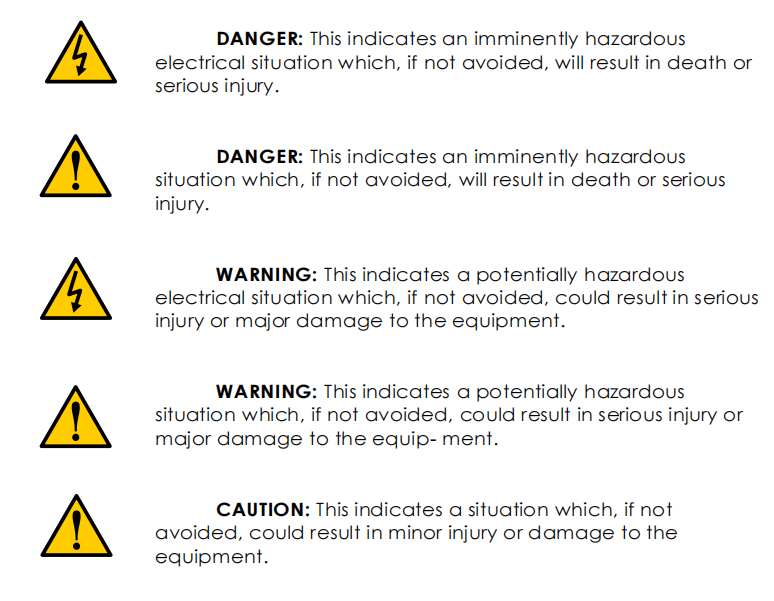 DANGER: This indicates an imminently hazardous
electrical situation which, if not avoided, will result in death or
serious injury.
DANGER: This indicates an imminently hazardous
situation which, if not avoided, will result in death or serious
injury.
WARNING: This indicates a potentially hazardous
electrical situation which, if not avoided, could result in serious
injury or major damage to the equipment.
WARNING: This indicates a potentially hazardous
situation which, if not avoided, could result in serious injury or
major damage to the equip- ment.
CAUTION: This indicates a situation which, if not
avoided, could result in minor injury or damage to the
equipment.